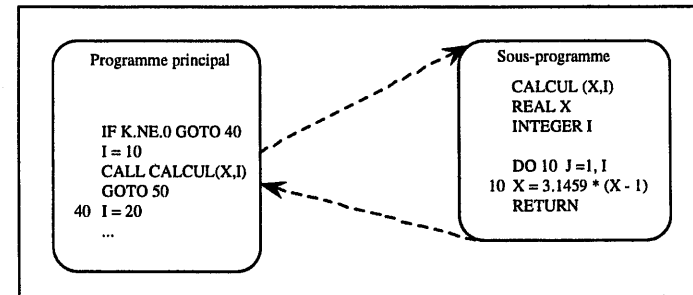 Programme principal
IF K.NE.0 GOTO 40
I = 10
CALL CALCUL(X,I)
GOTO 50
40 I = 20
...
Sous-programme
CALCUL (X,I)
REAL X
INTEGER I
DO 10 J =1, I
10 X = 3.1459 * (X - 1)
RETURN